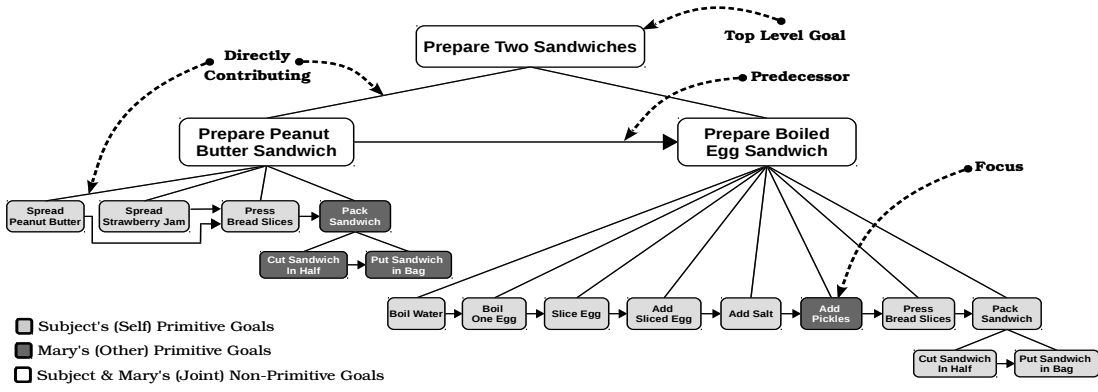 Prepare Two Sandwiches
Top Level Goal
Directly
Contributing
Predecessor
Prepare Peanut
Butter Sandwich
Prepare Boiled
Egg Sandwich
Focus
Spread
Peanut Butter
Spread
Strawberry Jam
Press
Bread Slices
Pack
Sandwich
Cut Sandwich
In Half
Put Sandwich
in Bag
Boil Water
Boil
One Egg
Slice Egg
Add
Sliced Egg
Add Salt
Add
Pickles
Press
Bread Slices
Pack
Sandwich
Cut Sandwich
In Half
Put Sandwich
in Bag
Subject's (Self) Primitive Goals
Mary's (Other) Primitive Goals
Subject & Mary's (Joint) Non-Primitive Goals